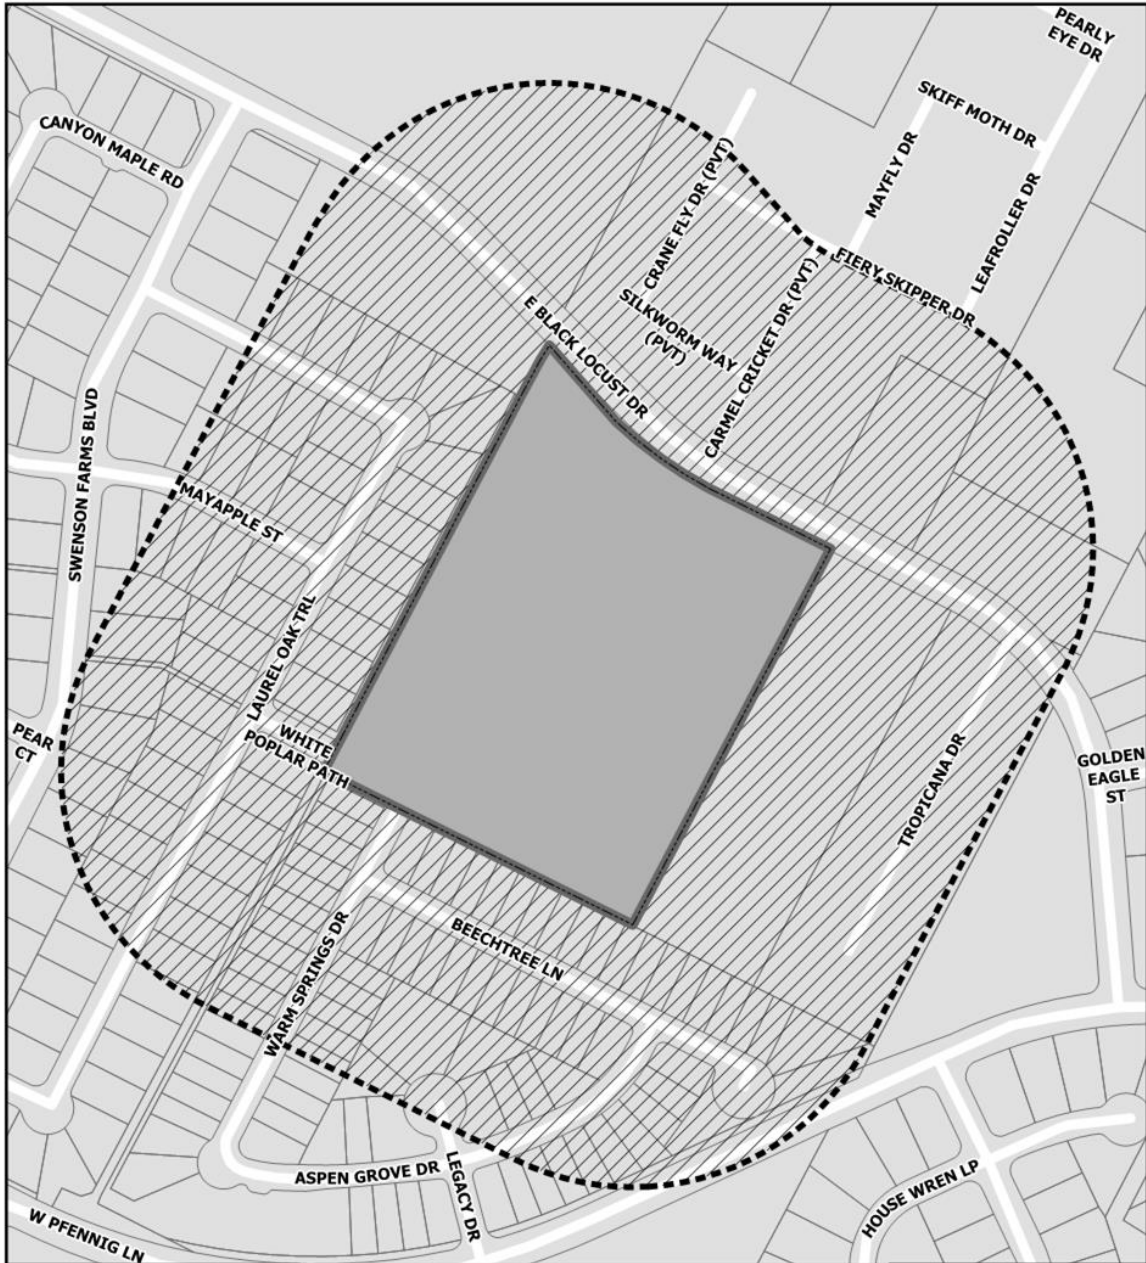 PEARLY
EYE DR
SKIFF MOTH DR
CANYON MAPLE RD
MAYFLY DR
CRANE FLY DR (PVT)
LEAFROLLER DR
FIERY SKIPPER DR
SILKWORM WAY
(PVT)
CARMEL CRICKET DR (PVT)
E BLACK LOCUST DR
SWENSON FARMS BLVD
MAYAPPLE ST
LAUREL OAK TRL
WHITE
POPLAR PATH
PEAR
CT
TROPICANA DR
GOLDEN
EAGLE
ST
BEECHTREE LN
WARM SPRINGS DR
ASPEN GROVE DR
LEGACY DR
HOUSE WREN LP
W PFENNIG LN